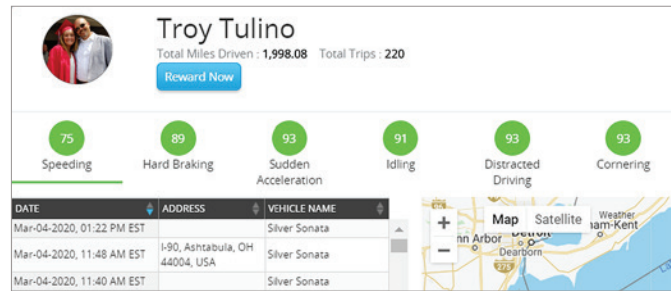 Troy Tulino
Total Miles Driven : 1,998.08 Total Trips : 220
Reward Now
75
Speeding
89
Hard Braking
93
Sudden
Acceleration
91
Idling
93
Distracted
Driving
93
Cornering
DATE ADDRESS VEHICLE NAME
Mar-04-2020, 01:22 PM EST Silver Sonata
Mar-04-2020, 11:48 AM EST I-90, Ashtabula, OH
44004, USA Silver Sonata
Mar-04-2020, 11:40 AM EST Silver Sonata
+
−
Map Satellite
Weather
am-Kent
nn Arbor
Detroit
Dearborn
275